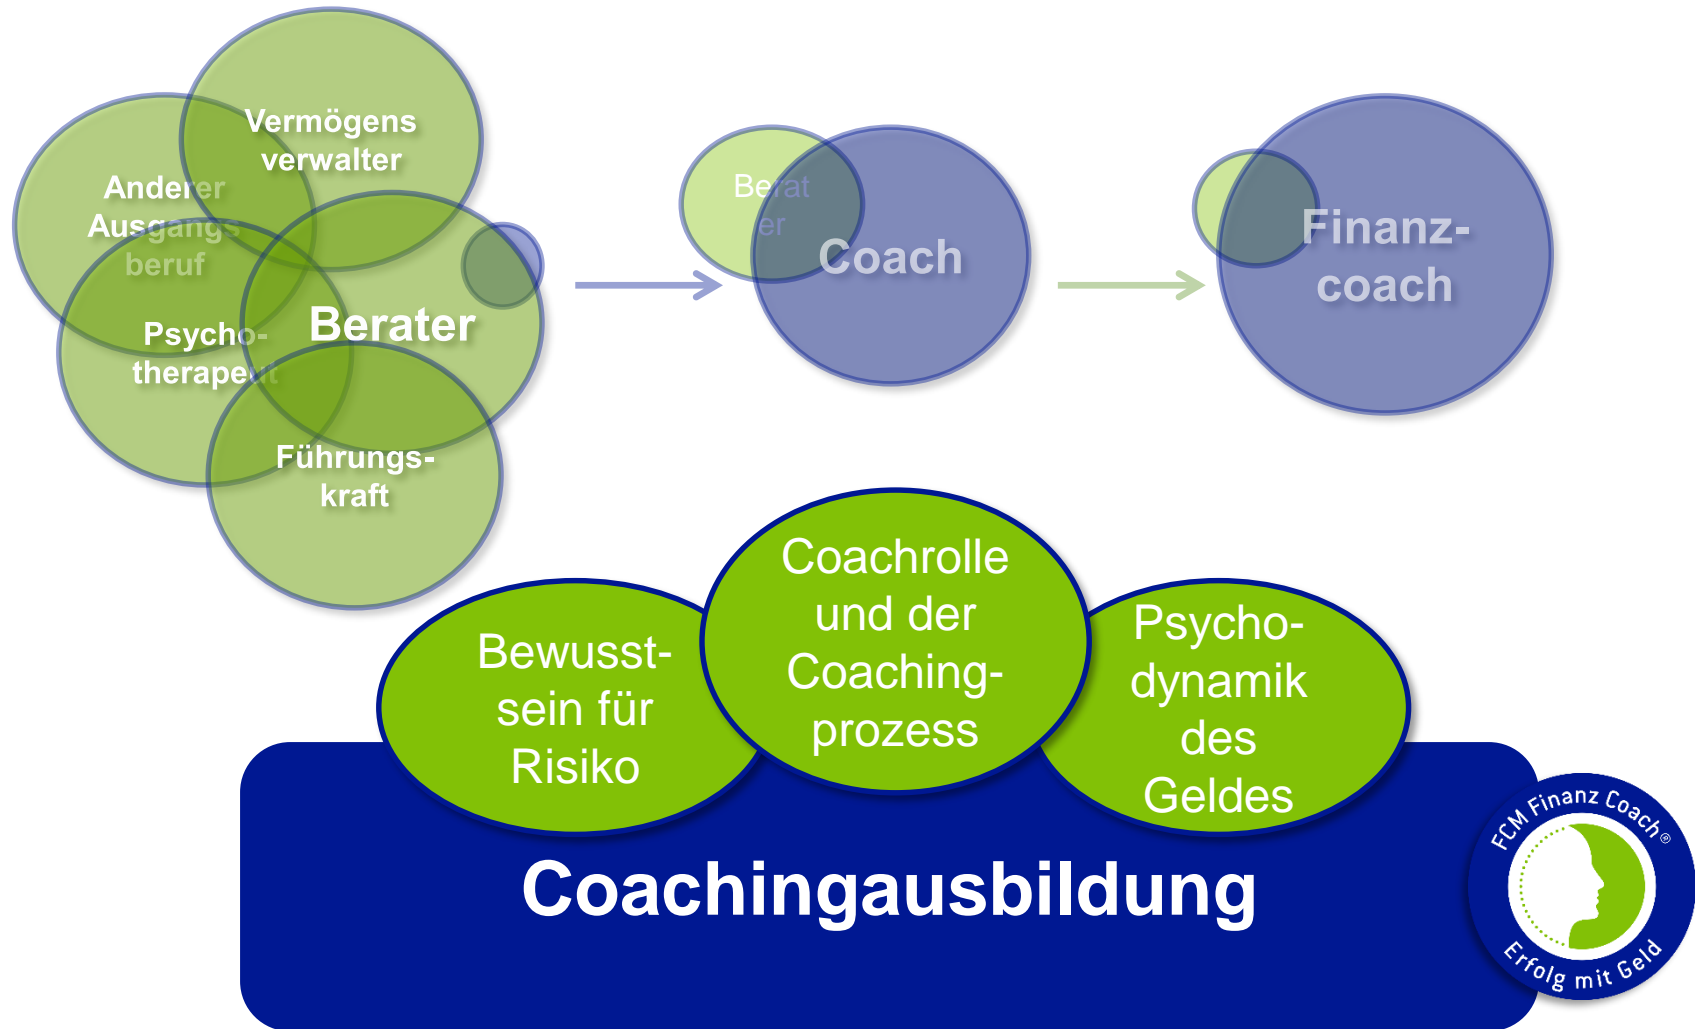 Vermögens
verwalter
Anderer
Ausgangs
beruf
Psycho-
therapeut
Berater
Führungs-
kraft
Berat
er
Coach
Finanz-
coach
Bewusst-
sein für
Risiko
Coachrolle
und der
Coaching-
prozess
Psycho-
dynamik
des
Geldes
Coachingausbildung
FCM Finanz Coach®
Erfolg mit Geld